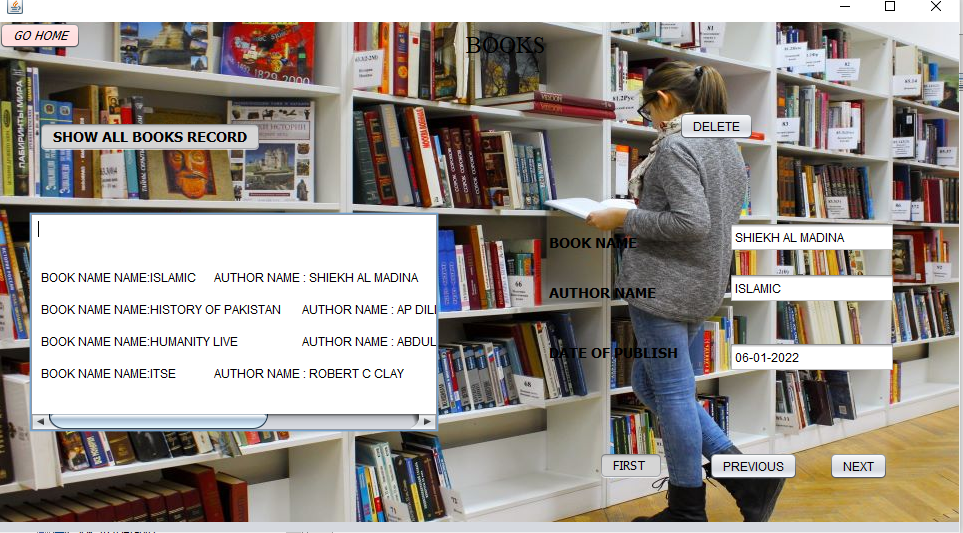 GO HOME
BOOKS
SHOW ALL BOOKS RECORD
DELETE
BOOK NAME NAME:ISLAMIC AUTHOR NAME : SHIEKH AL MADINA
BOOK NAME NAME:HISTORY OF PAKISTAN AUTHOR NAME : AP DIL
BOOK NAME NAME:HUMANITY LIVE AUTHOR NAME : ABDUL
BOOK NAME NAME:ITSE AUTHOR NAME : ROBERT C CLAY
BOOK NAME SHIEKH AL MADINA
AUTHOR NAME ISLAMIC
DATE OF PUBLISH 06-01-2022
FIRST PREVIOUS NEXT